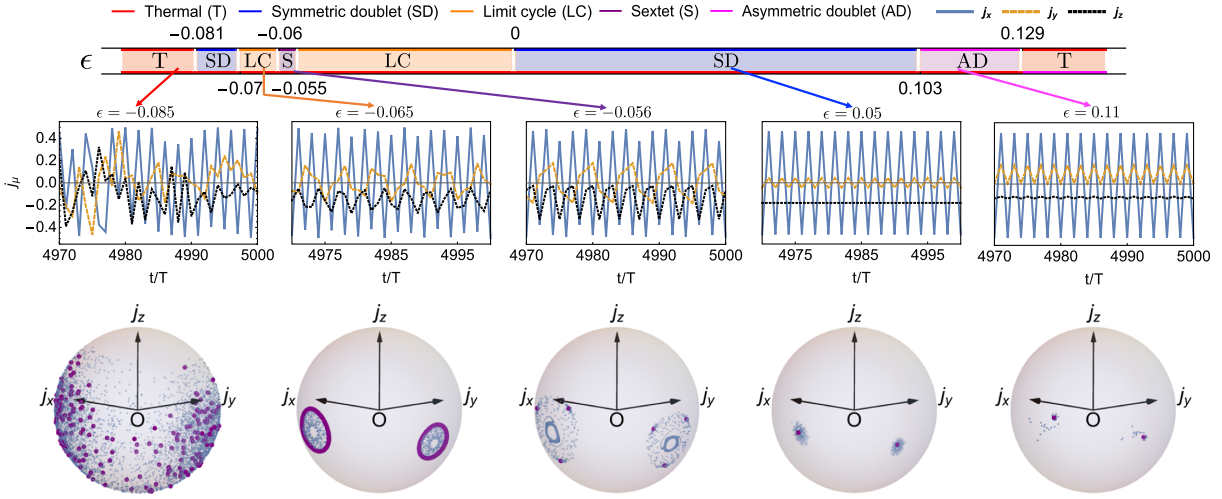 Thermal (T) Symmetric doublet (SD) Limit cycle (LC) Sextet (S) Asymmetric doublet (AD) jx jy jz
−0.081 −0.06 0 0.129
ϵ T SD LC S LC SD AD T
−0.07 −0.055 0.103
ϵ = −0.085 ϵ = −0.065 ϵ = −0.056 ϵ = 0.05 ϵ = 0.11
jμ
0.4
0.2
0.0
−0.2
−0.4
4970 4980 4990 5000 4975 4985 4995 4970 4980 4990 5000 4975 4985 4995 4970 4980 4990 5000
t/T t/T t/T t/T t/T
jz jz jz jz jz
jx jy jx jy jx jy jx jy jx jy
O O O O O